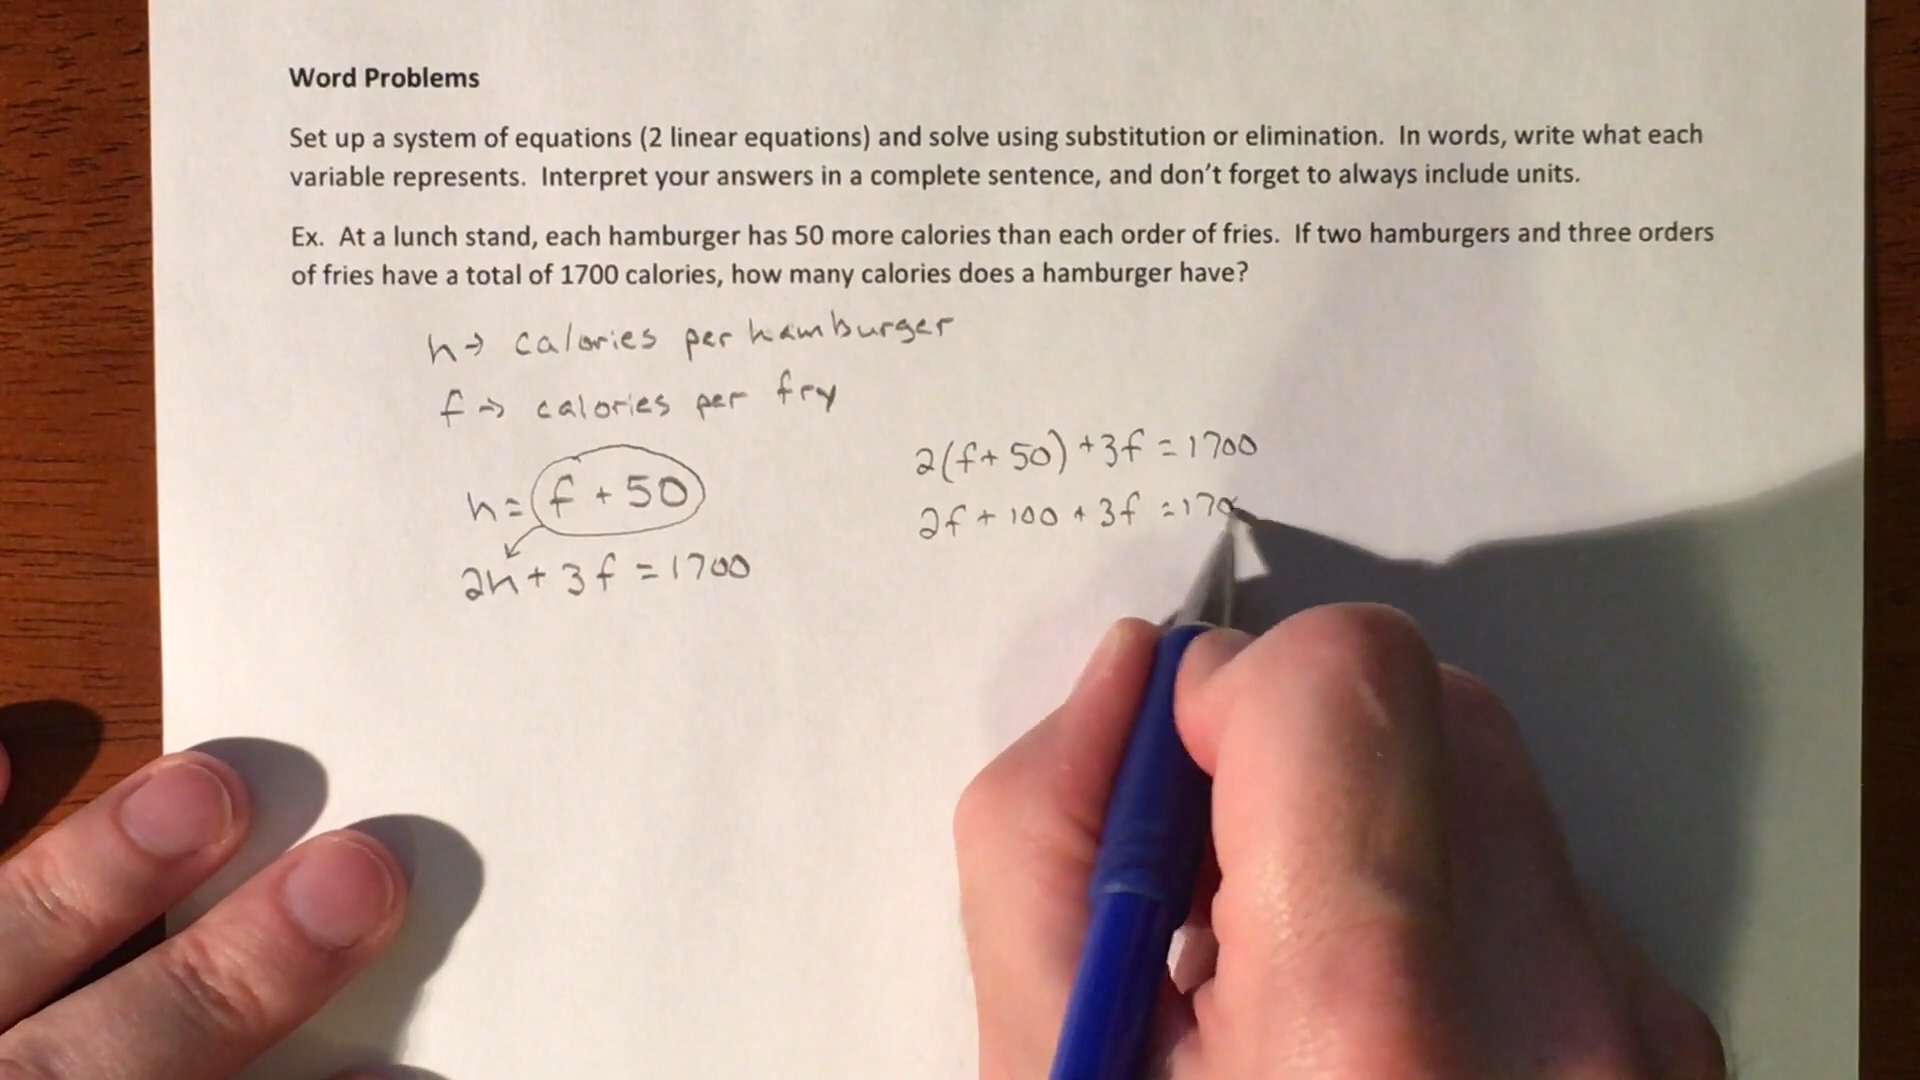 Word Problems
Set up a system of equations (2 linear equations) and solve using substitution or elimination. In words, write what each
variable represents. Interpret your answers in a complete sentence, and don't forget to always include units.
Ex. At a lunch stand, each hamburger has 50 more calories than each order of fries. If two hamburgers and three orders
of fries have a total of 1700 calories, how many calories does a hamburger have?
h → calories per hamburger
f → calories per fry
h = f + 50
2h + 3f = 1700
2(f + 50) + 3f = 1700
2f + 100 + 3f = 170